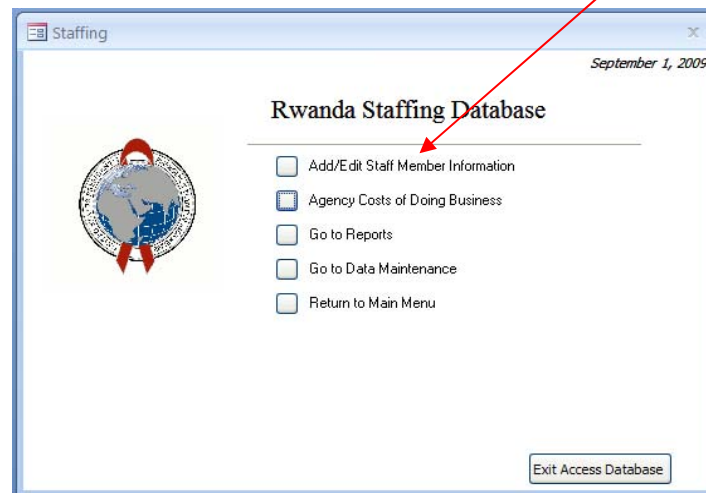 Staffing
September 1, 2009
Rwanda Staffing Database
Add/Edit Staff Member Information
Agency Costs of Doing Business
Go to Reports
Go to Data Maintenance
Return to Main Menu
Exit Access Database